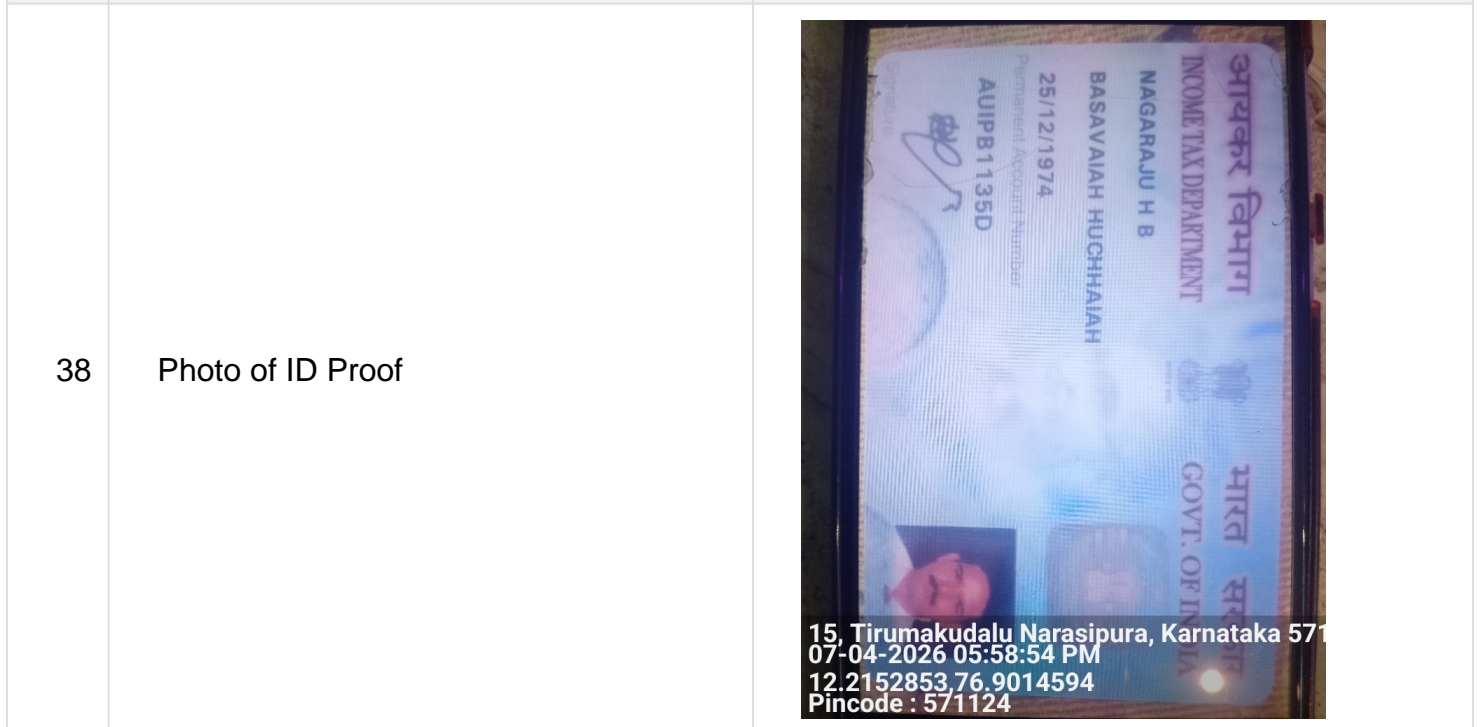 38 Photo of ID Proof
आयकर विभाग भारत सरकार
INCOME TAX DEPARTMENT GOVT. OF INDIA
NAGARAJU H B
BASAVAIAH HUCHHAIAH
25/12/1974
Permanent Account Number
AUIPB1135D
Signature
15, Tirumakudalu Narasipura, Karnataka 571
07-04-2026 05:58:54 PM
12.2152853,76.9014594
Pincode : 571124